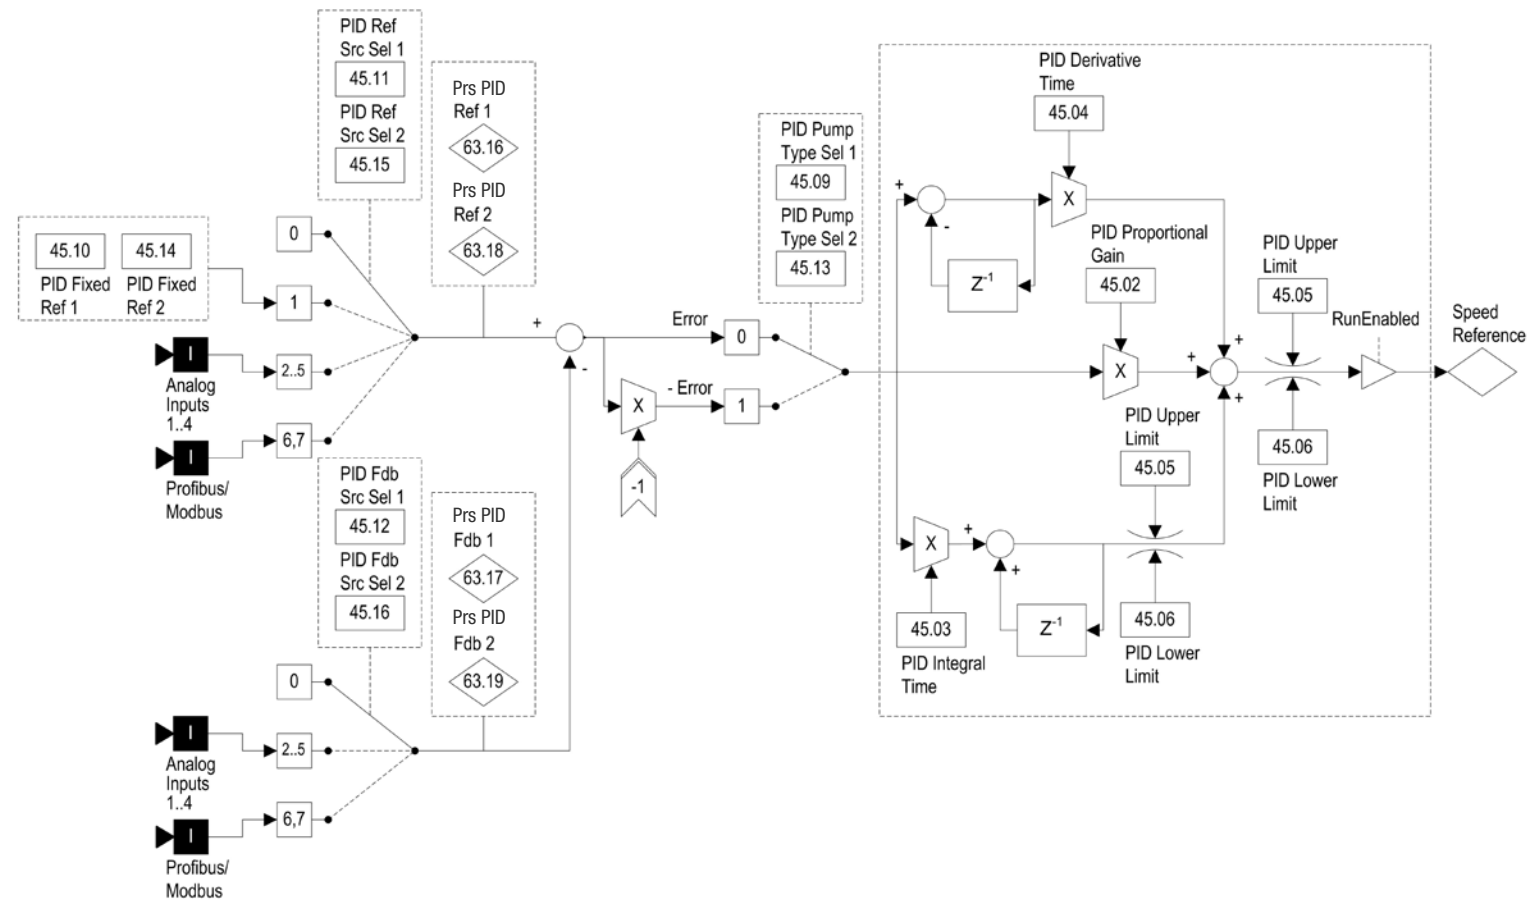 PID Ref
Src Sel 1
45.11
PID Ref
Src Sel 2
45.15
Prs PID
Ref 1
63.16
Prs PID
Ref 2
63.18
45.10
PID Fixed
Ref 1
45.14
PID Fixed
Ref 2
0
1
2..5
6,7
I
Analog
Inputs
1..4
I
Profibus/
Modbus
+
-
Error
- Error
X
-1
0
1
PID Pump
Type Sel 1
45.09
PID Pump
Type Sel 2
45.13
PID Fdb
Src Sel 1
45.12
PID Fdb
Src Sel 2
45.16
Prs PID
Fdb 1
63.17
Prs PID
Fdb 2
63.19
0
2..5
6,7
I
Analog
Inputs
1..4
I
Profibus/
Modbus
PID Derivative
Time
45.04
+
-
X
Z-1
PID Proportional
Gain
45.02
X
+
+
+
PID Upper
Limit
45.05
45.06
PID Lower
Limit
PID Upper
Limit
45.05
45.06
PID Lower
Limit
X
+
+
Z-1
45.03
PID Integral
Time
RunEnabled
Speed
Reference